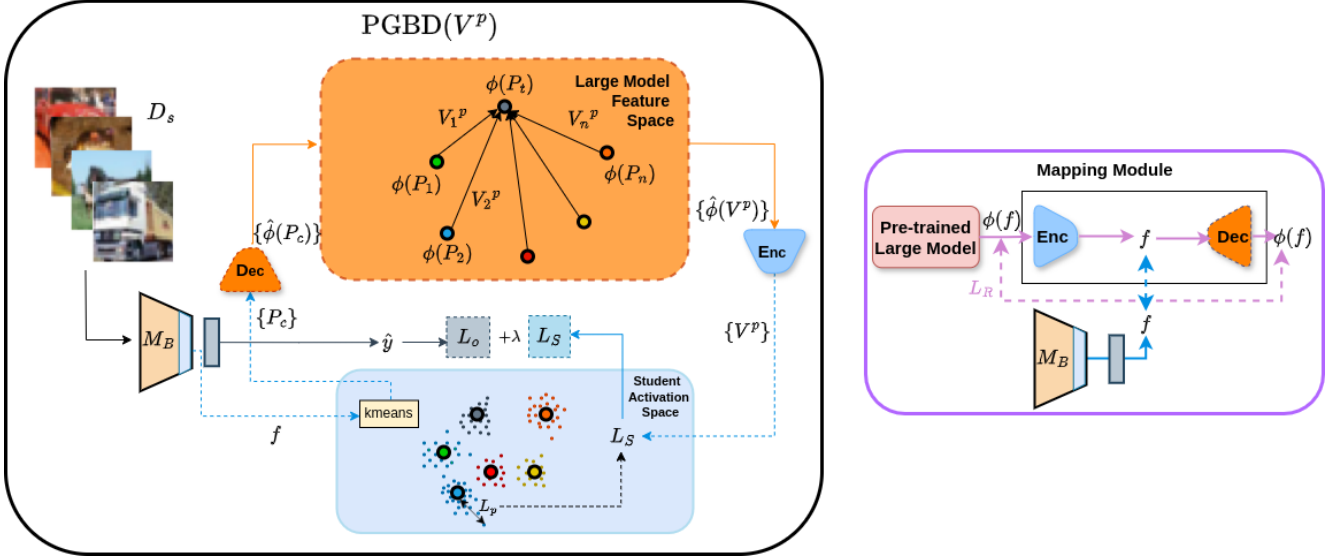 PGBD(V^p)
D_s
Large Model
Feature
Space
ϕ(P_t)
V_1^p
V_n^p
ϕ(P_1)
ϕ(P_n)
V_2^p
ϕ(P_2)
{ϕ̂(P_c)}
Dec
{P_c}
{ϕ̂(V^p)}
Enc
{V^p}
M_B
ŷ
L_o
+λ
L_S
f
kmeans
Student
Activation
Space
L_S
L_p
Mapping Module
Pre-trained
Large Model
ϕ(f)
Enc
f
Dec
ϕ(f)
L_R
f
M_B